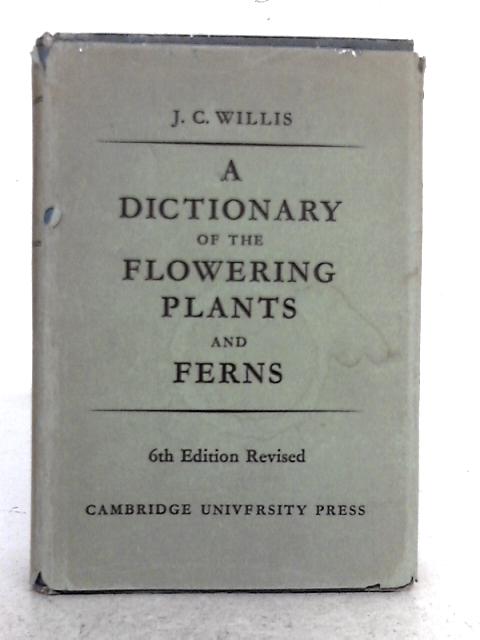 J. C. WILLIS
A
DICTIONARY
OF THE
FLOWERING
PLANTS
AND
FERNS
6th Edition Revised
CAMBRIDGE UNIVERSITY PRESS